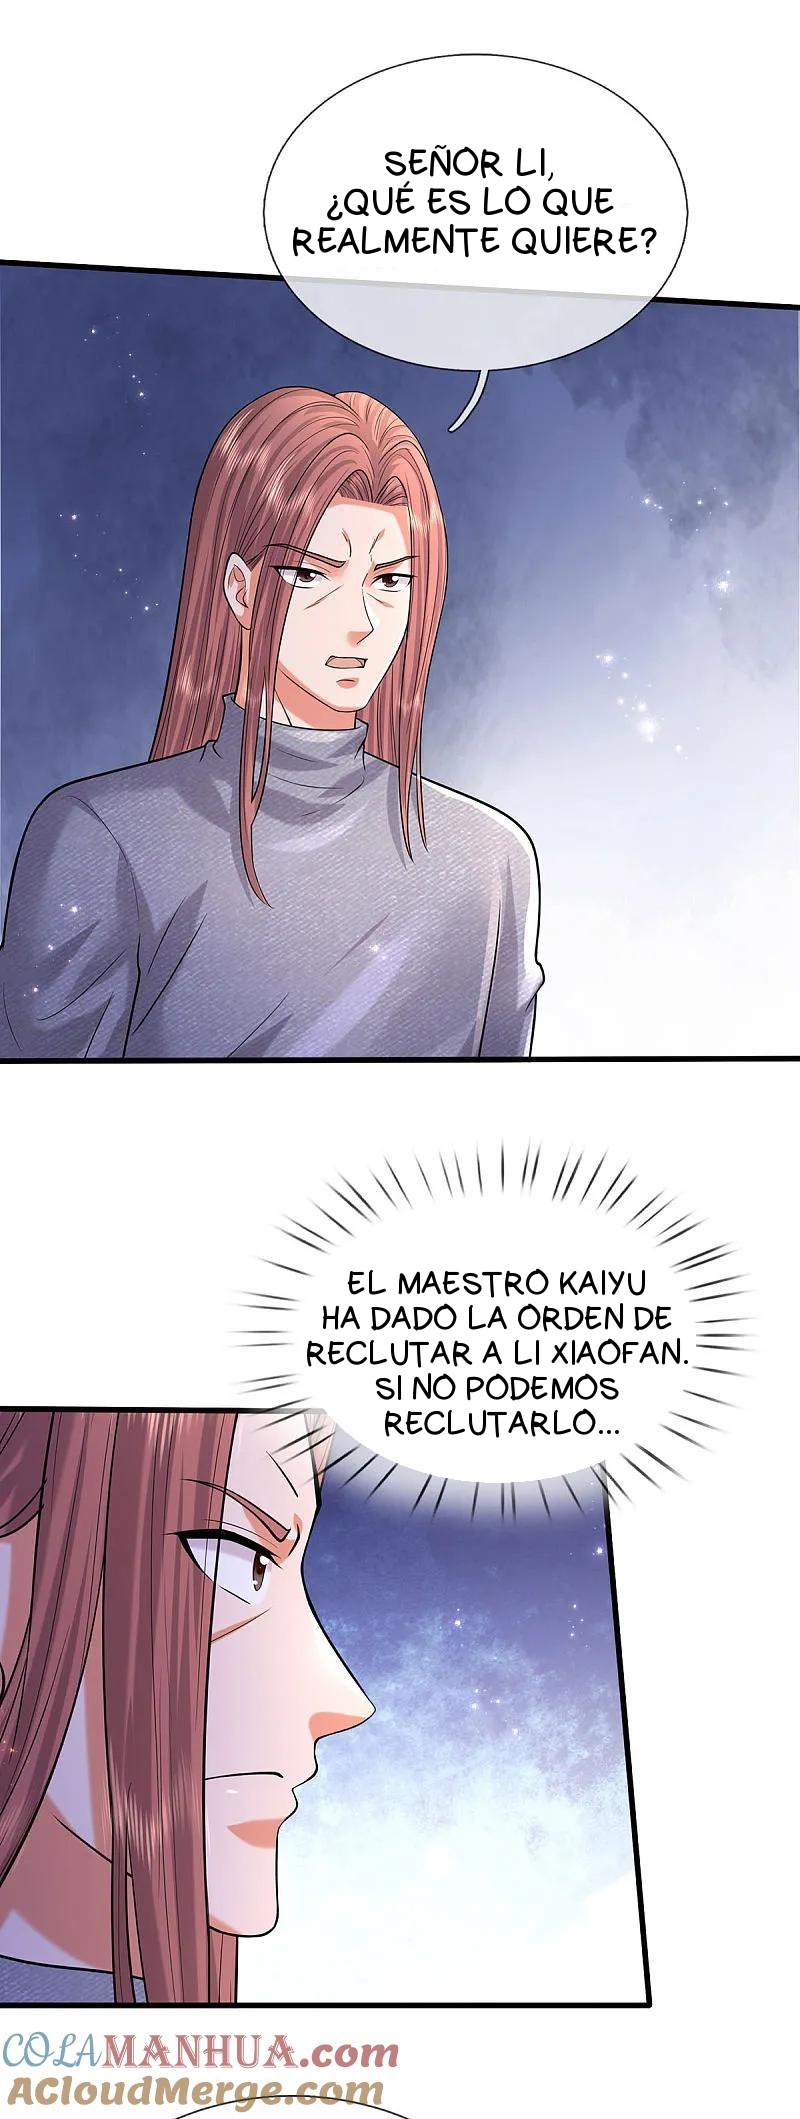 SEÑOR LI,
¿QUÉ ES LO QUE
REALMENTE QUIERE?
EL MAESTRO KAIYU
HA DADO LA ORDEN DE
RECLUTAR A LI XIAOFAN.
SI NO PODEMOS
RECLUTARLO...
COLAMANHUA.com
ACloudMerge.com